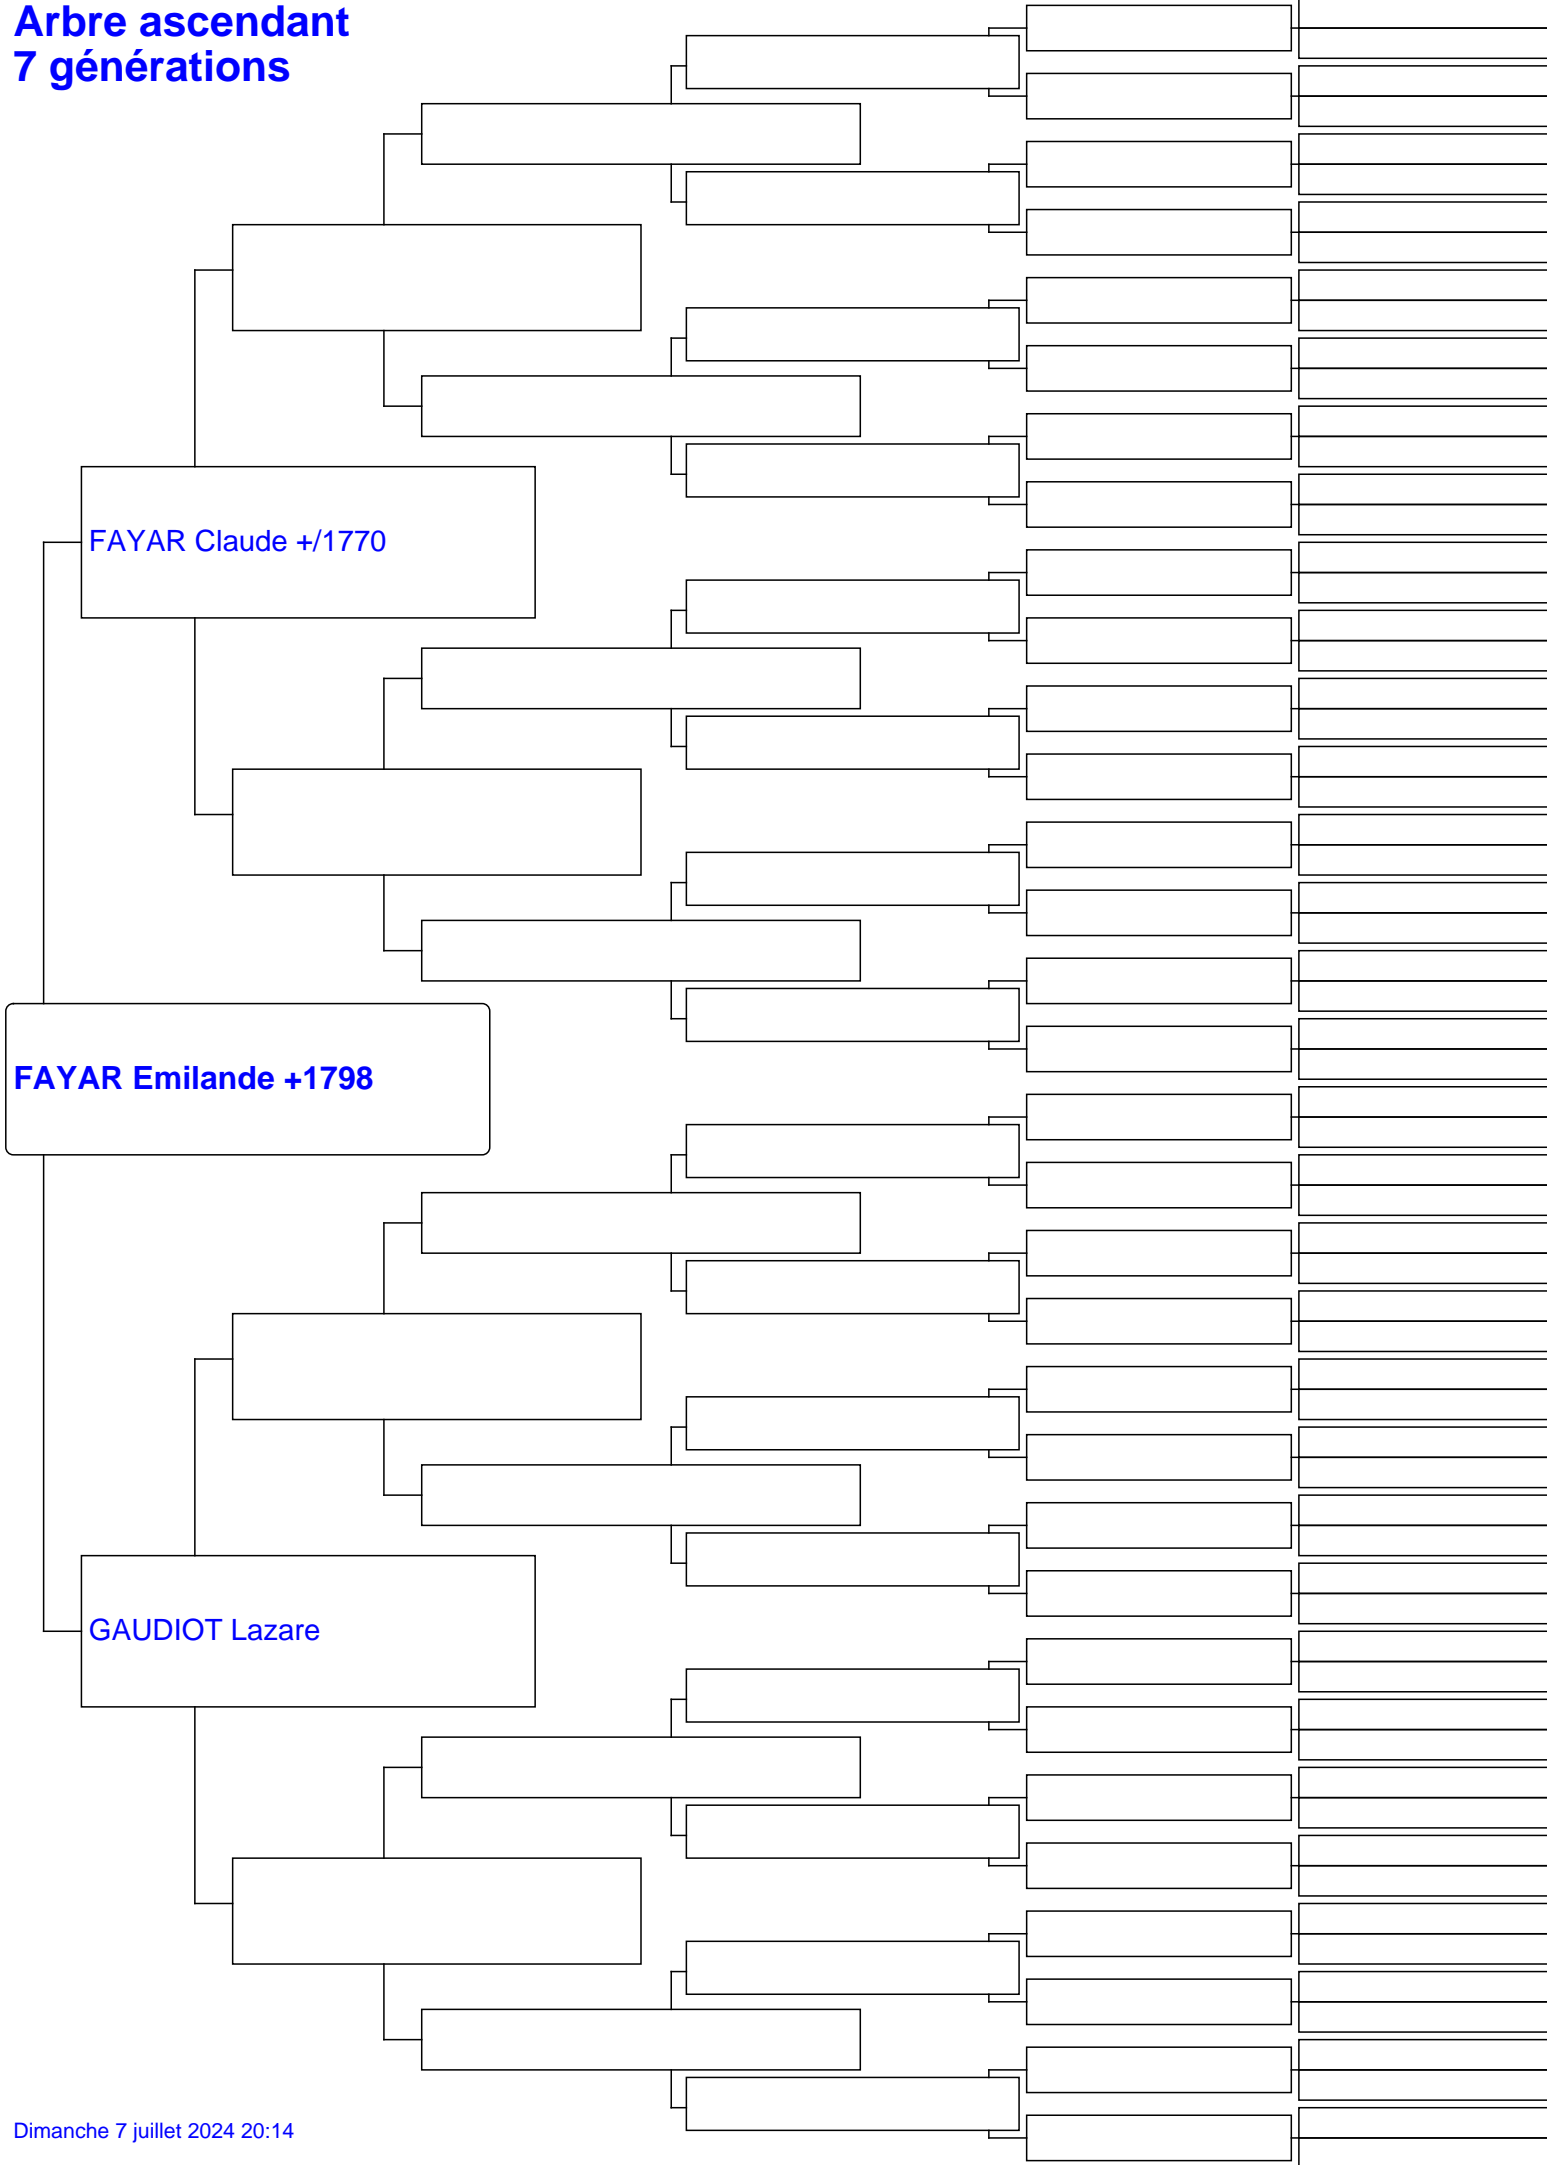 Arbre ascendant
7 générations
FAYAR Claude +/1770
FAYAR Emilande +1798
GAUDIOT Lazare
Dimanche 7 juillet 2024 20:14